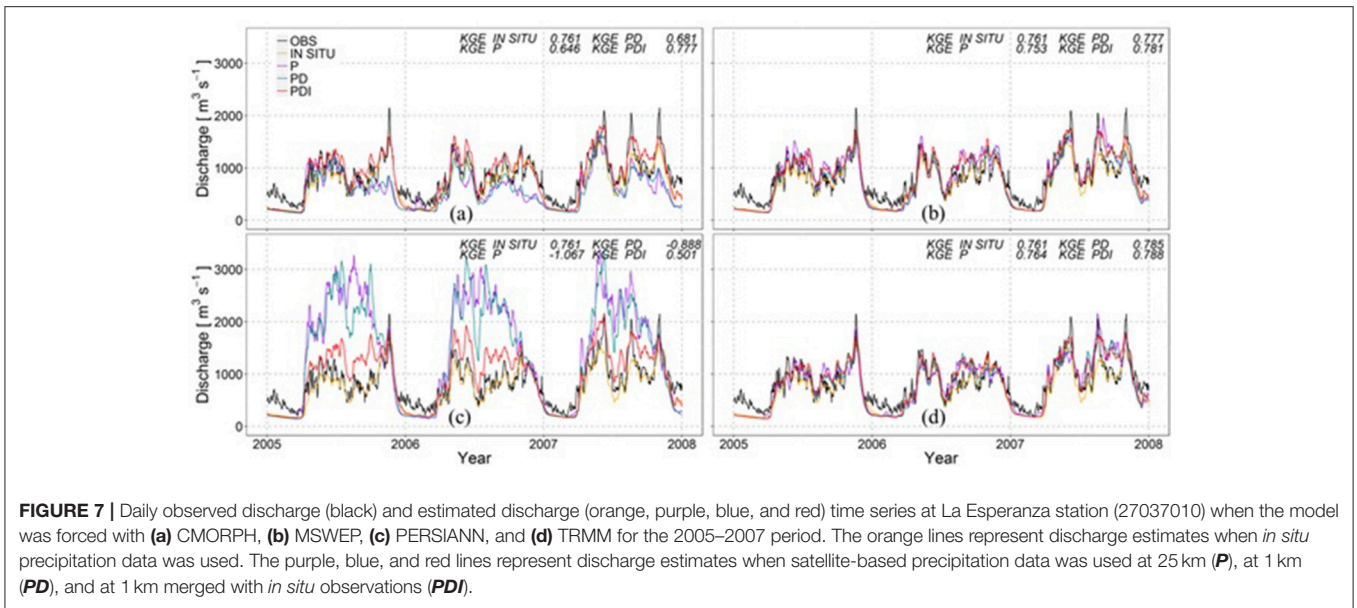 KGE IN SITU 0.761 KGE PD 0.681
KGE P 0.646 KGE PDI 0.777
OBS
IN SITU
P
PD
PDI
3000
2000
1000
0
Discharge [ m³ s⁻¹ ]
(a)
KGE IN SITU 0.761 KGE PD 0.777
KGE P 0.753 KGE PDI 0.781
(b)
KGE IN SITU 0.761 KGE PD -0.888
KGE P -1.067 KGE PDI 0.501
3000
2000
1000
0
Discharge [ m³ s⁻¹ ]
(c)
2005 2006 2007 2008
Year
KGE IN SITU 0.761 KGE PD 0.785
KGE P 0.764 KGE PDI 0.788
(d)
2005 2006 2007 2008
Year
FIGURE 7 | Daily observed discharge (black) and estimated discharge (orange, purple, blue, and red) time series at La Esperanza station (27037010) when the model
was forced with (a) CMORPH, (b) MSWEP, (c) PERSIANN, and (d) TRMM for the 2005–2007 period. The orange lines represent discharge estimates when in situ
precipitation data was used. The purple, blue, and red lines represent discharge estimates when satellite-based precipitation data was used at 25 km (P), at 1 km
(PD), and at 1 km merged with in situ observations (PDI).